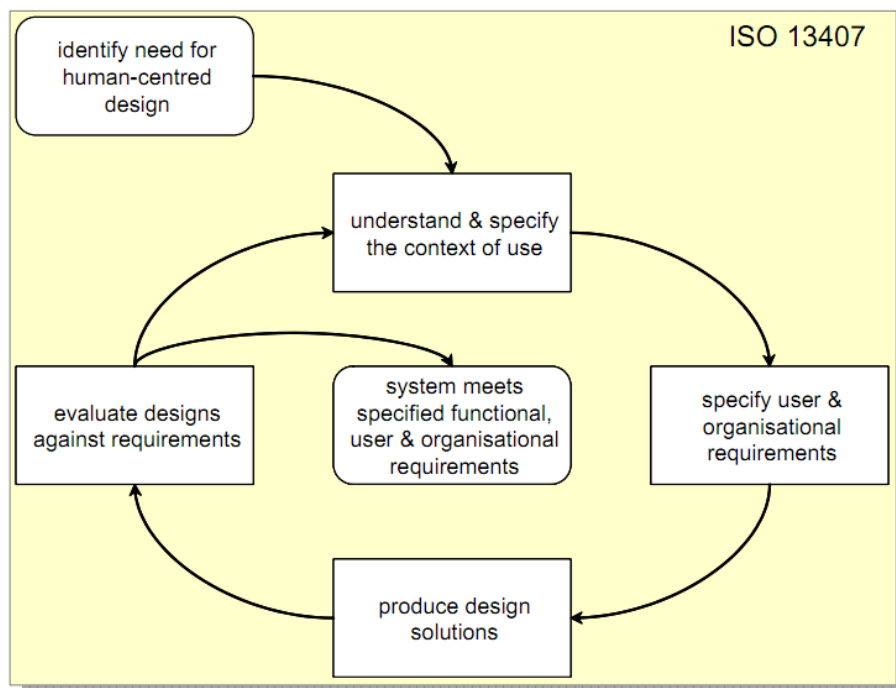 ISO 13407
identify need for
human-centred
design
understand & specify
the context of use
specify user &
organisational
requirements
produce design
solutions
evaluate designs
against requirements
system meets
specified functional,
user & organisational
requirements